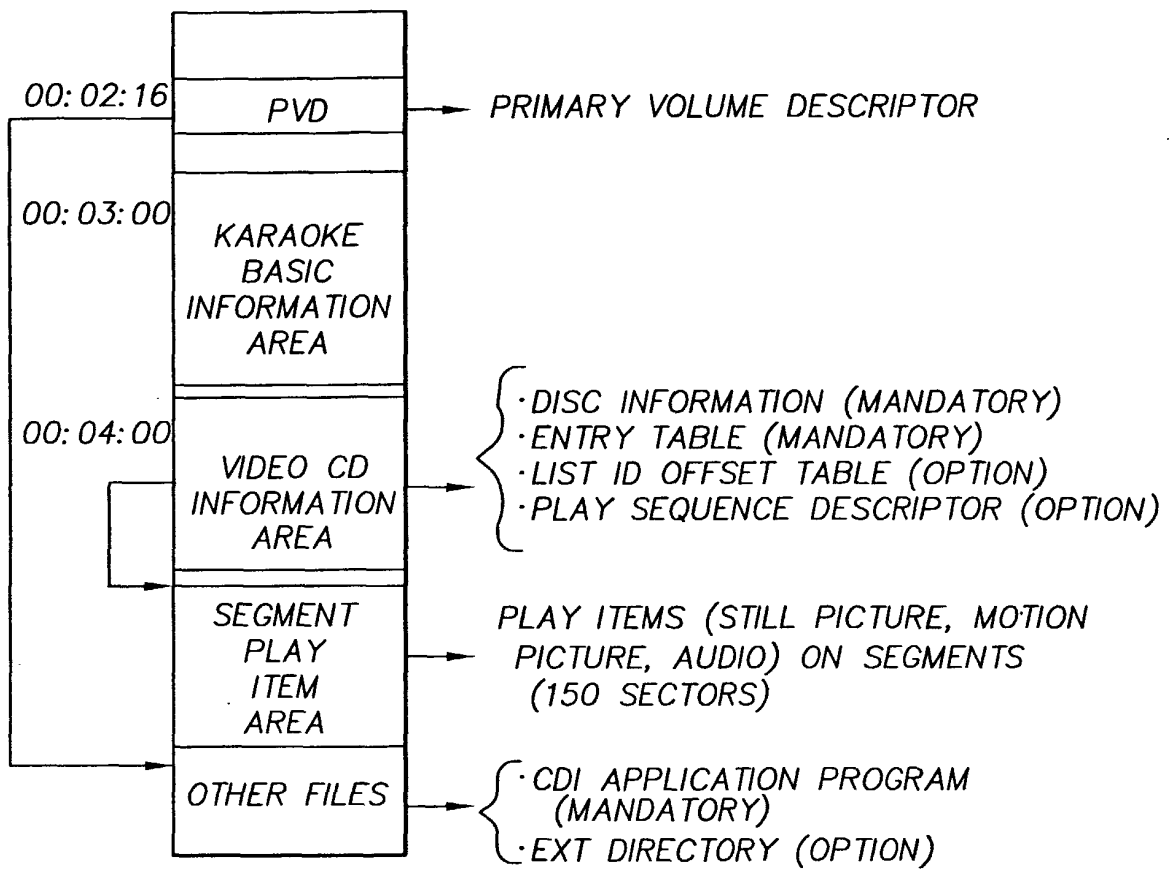 00:02:16
PVD
PRIMARY VOLUME DESCRIPTOR
00:03:00
KARAOKE
BASIC
INFORMATION
AREA
00:04:00
VIDEO CD
INFORMATION
AREA
·DISC INFORMATION (MANDATORY)
·ENTRY TABLE (MANDATORY)
·LIST ID OFFSET TABLE (OPTION)
·PLAY SEQUENCE DESCRIPTOR (OPTION)
SEGMENT
PLAY
ITEM
AREA
PLAY ITEMS (STILL PICTURE, MOTION
PICTURE, AUDIO) ON SEGMENTS
(150 SECTORS)
OTHER FILES
·CDI APPLICATION PROGRAM
(MANDATORY)
·EXT DIRECTORY (OPTION)